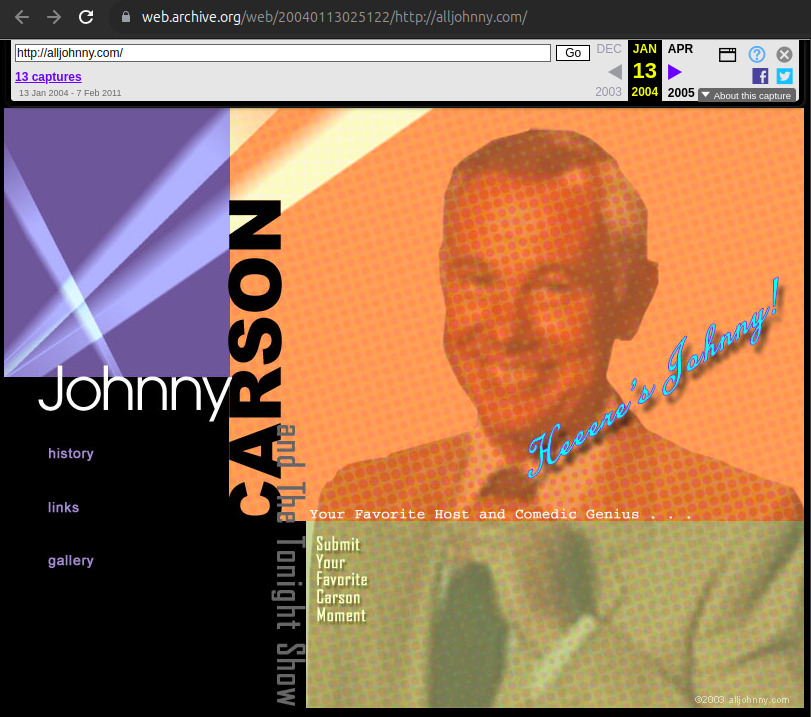 web.archive.org/web/20040113025122/http://alljohnny.com/
http://alljohnny.com/
Go
DEC
JAN
APR
13 captures
13
13 Jan 2004 - 7 Feb 2011
2003
2004
2005
About this capture
Johnny
CARSON
and The Tonight Show
Heeere's Johnny!
history
links
gallery
Your Favorite Host and Comedic Genius . . .
Submit
Your
Favorite
Carson
Moment
©2003 alljohnny.com